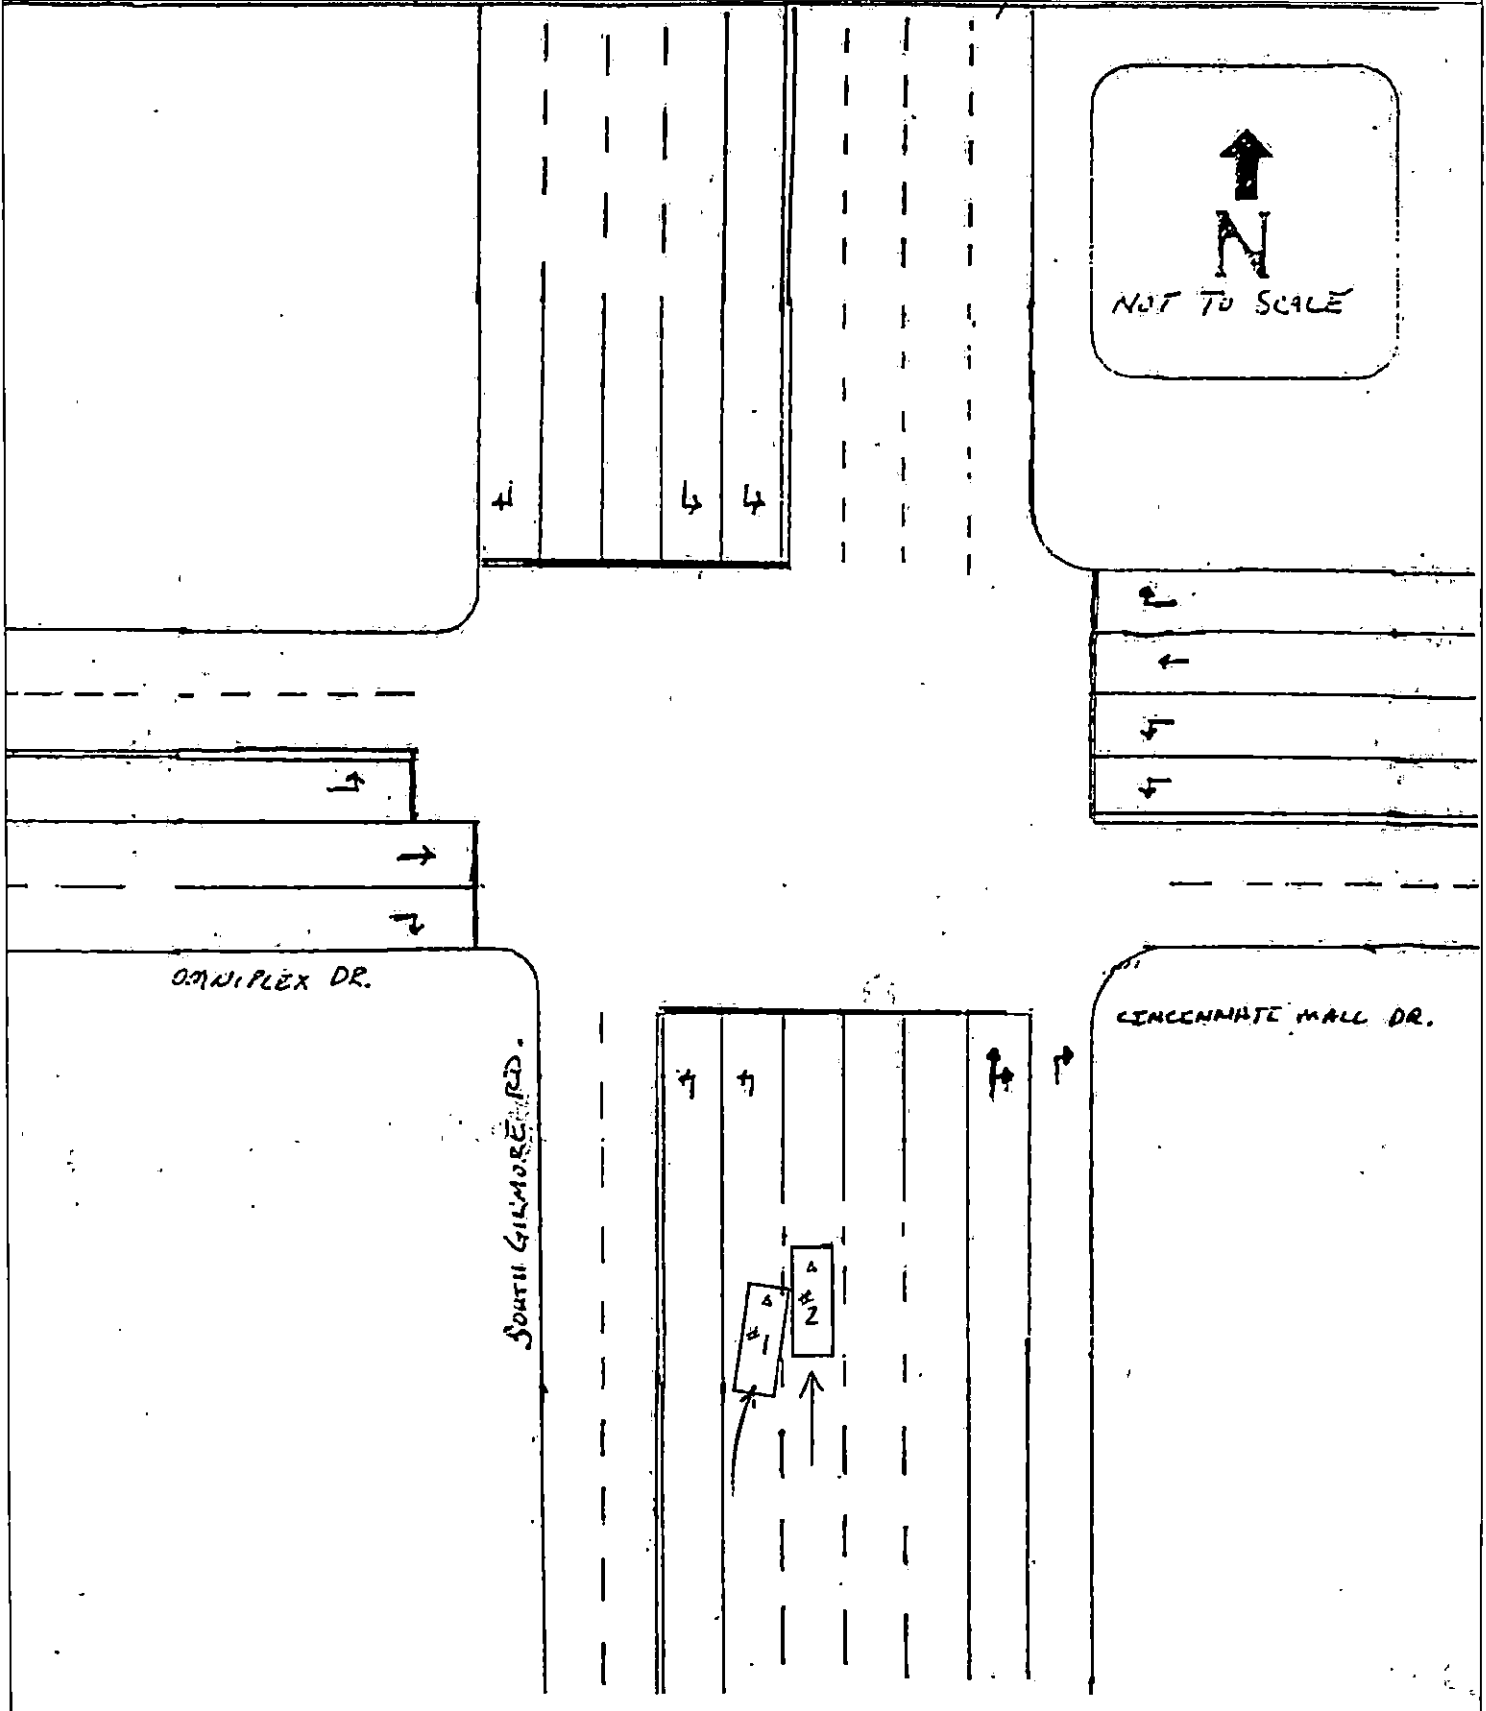 N
NOT TO SCALE
OMNIPLEX DR.
CINCINNATI MALL DR.
SOUTH GILMORE RD.
#2
#1